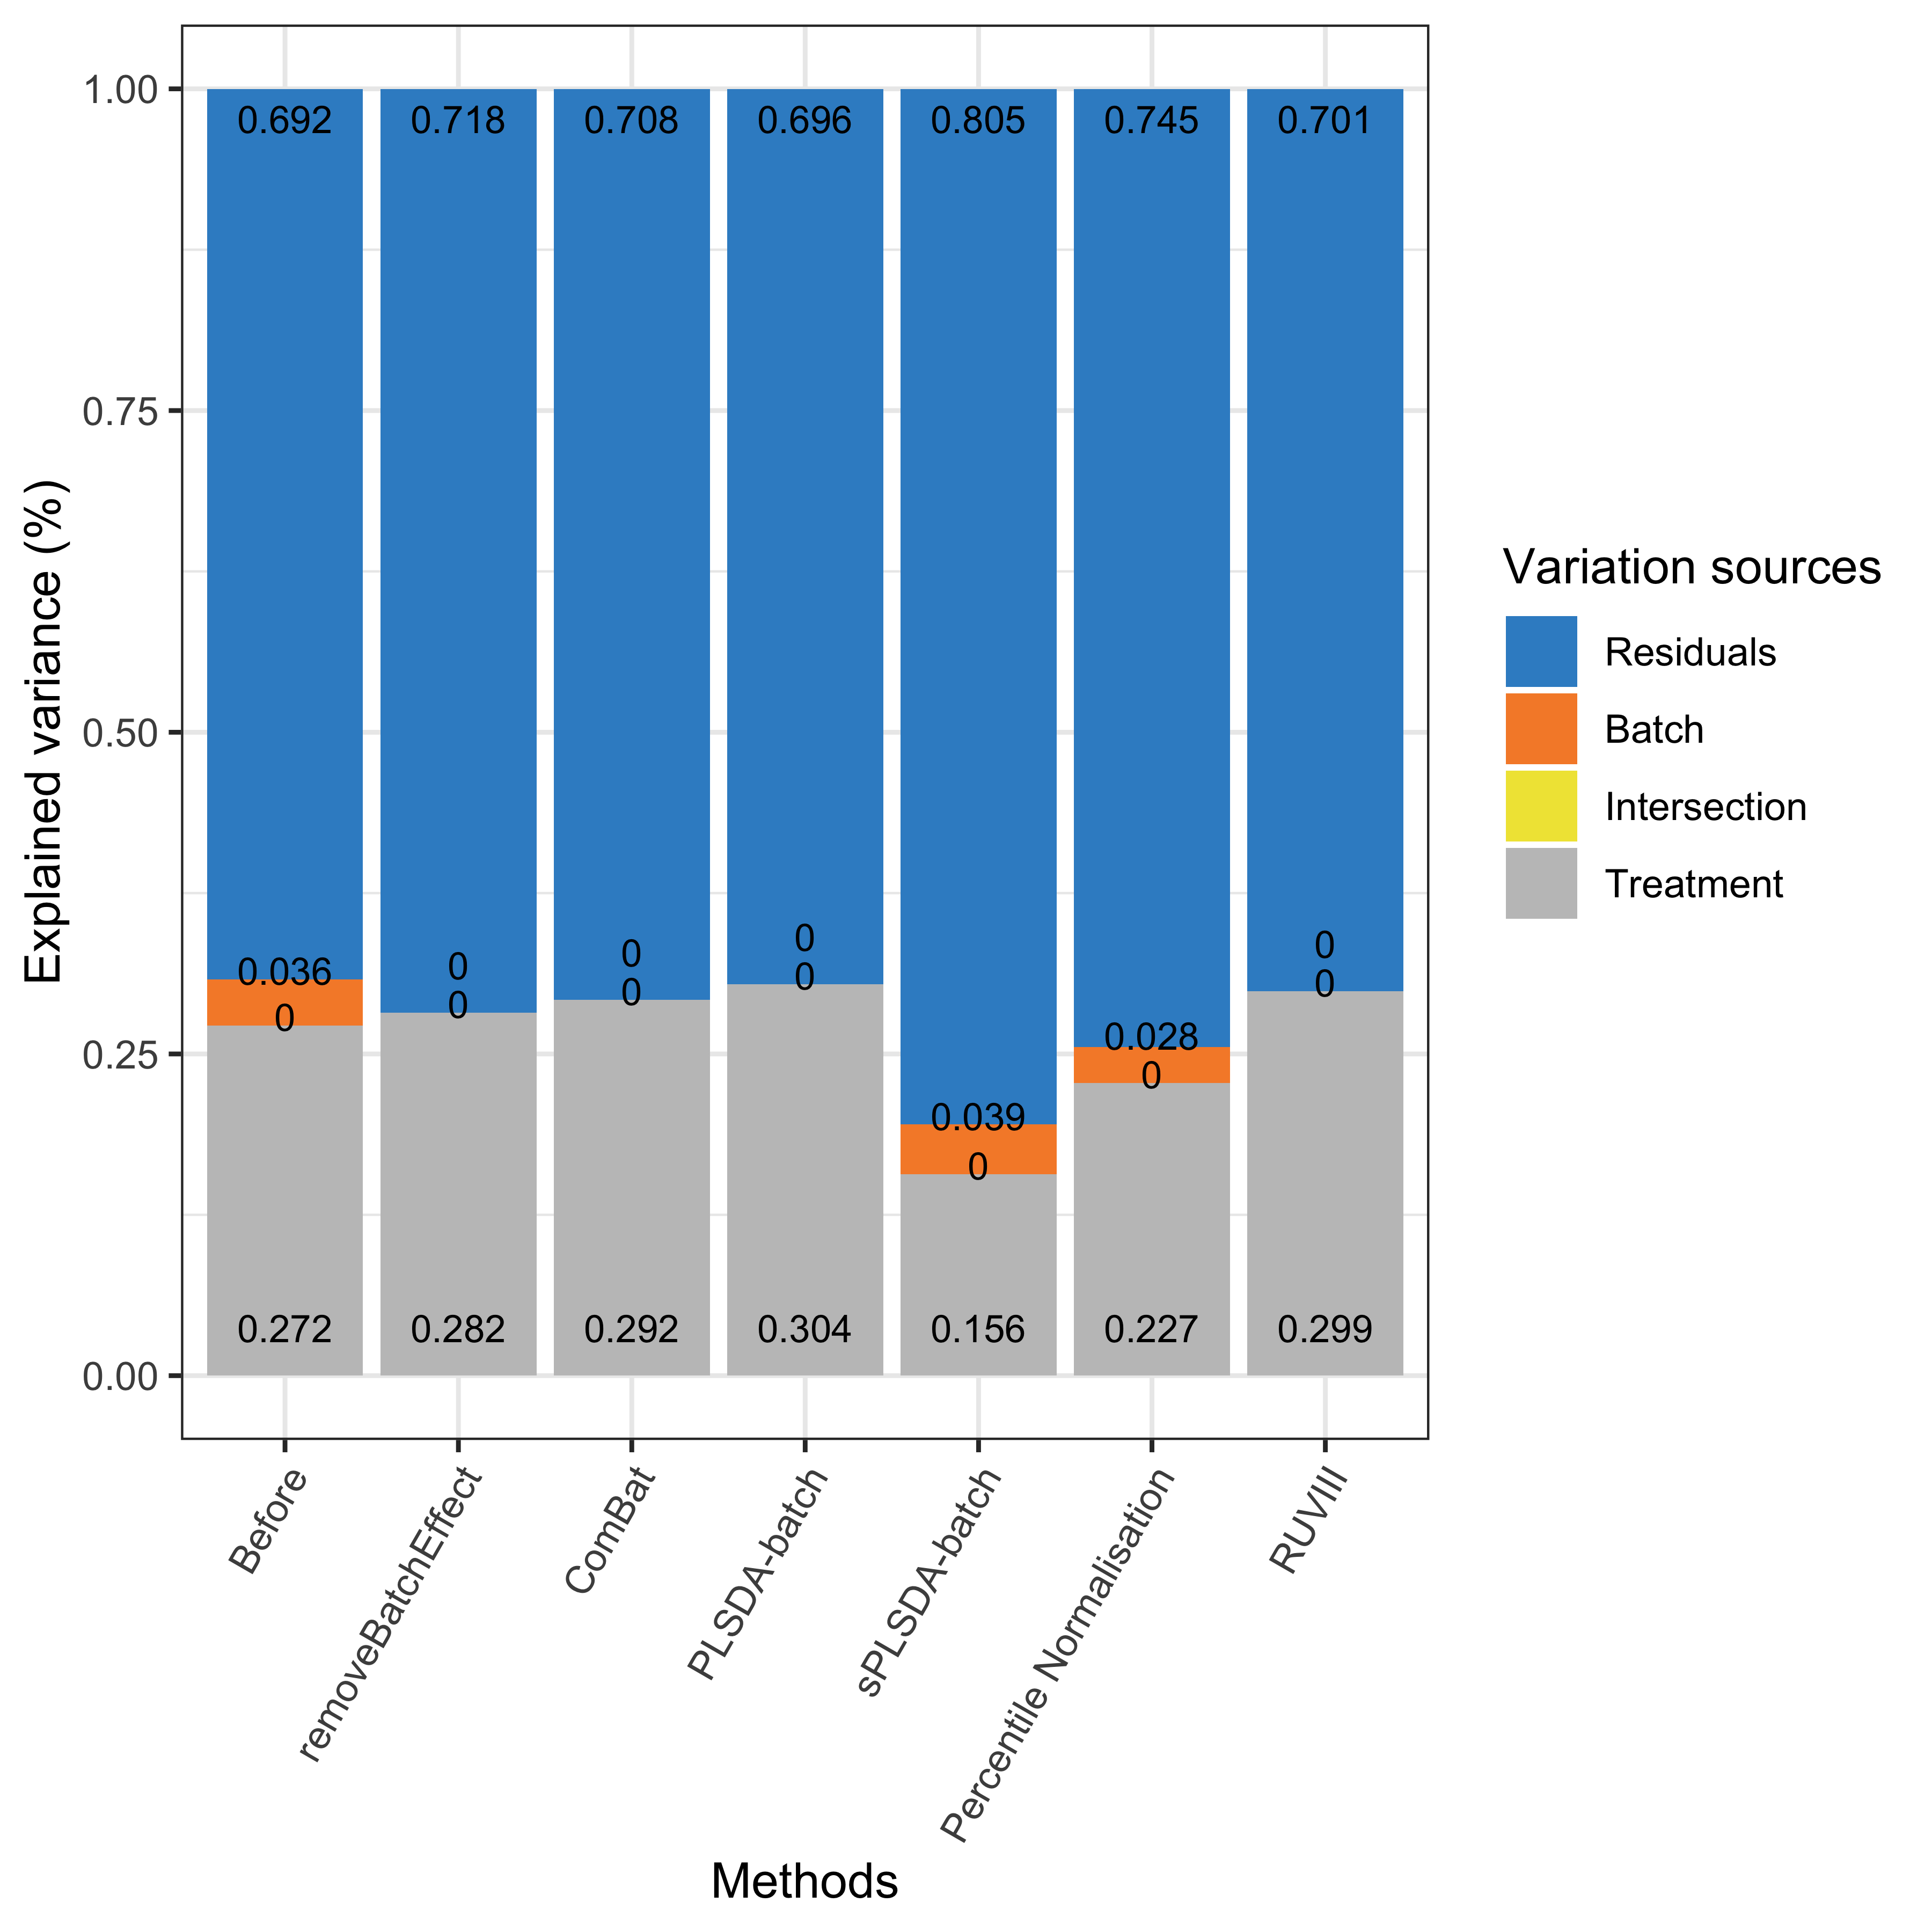 Explained variance (%)
1.00
0.75
0.50
0.25
0.00
0.692 0.718 0.708 0.696 0.805 0.745 0.701
0.036 0 0 0 0.039 0.028 0
0 0 0 0 0 0 0
0.272 0.282 0.292 0.304 0.156 0.227 0.299
Before
removeBatchEffect
ComBat
PLSDA-batch
sPLSDA-batch
Percentile Normalisation
RUVIII
Methods
Variation sources
Residuals
Batch
Intersection
Treatment